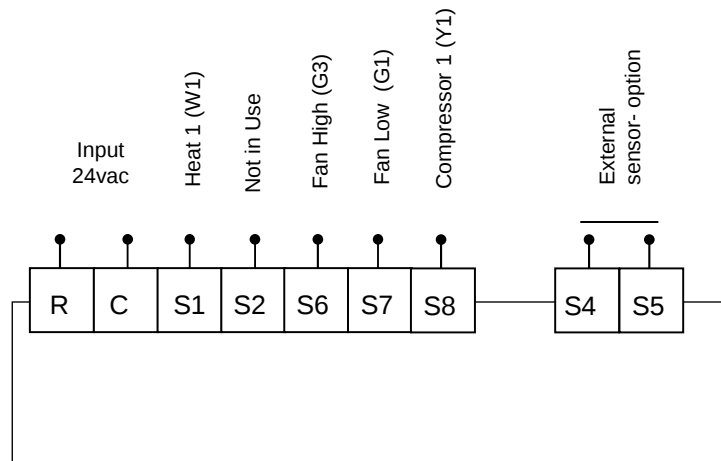 Input
24vac
Heat 1 (W1)
Not in Use
Fan High (G3)
Fan Low (G1)
Compressor 1 (Y1)
External
sensor- option
R C S1 S2 S6 S7 S8 S4 S5